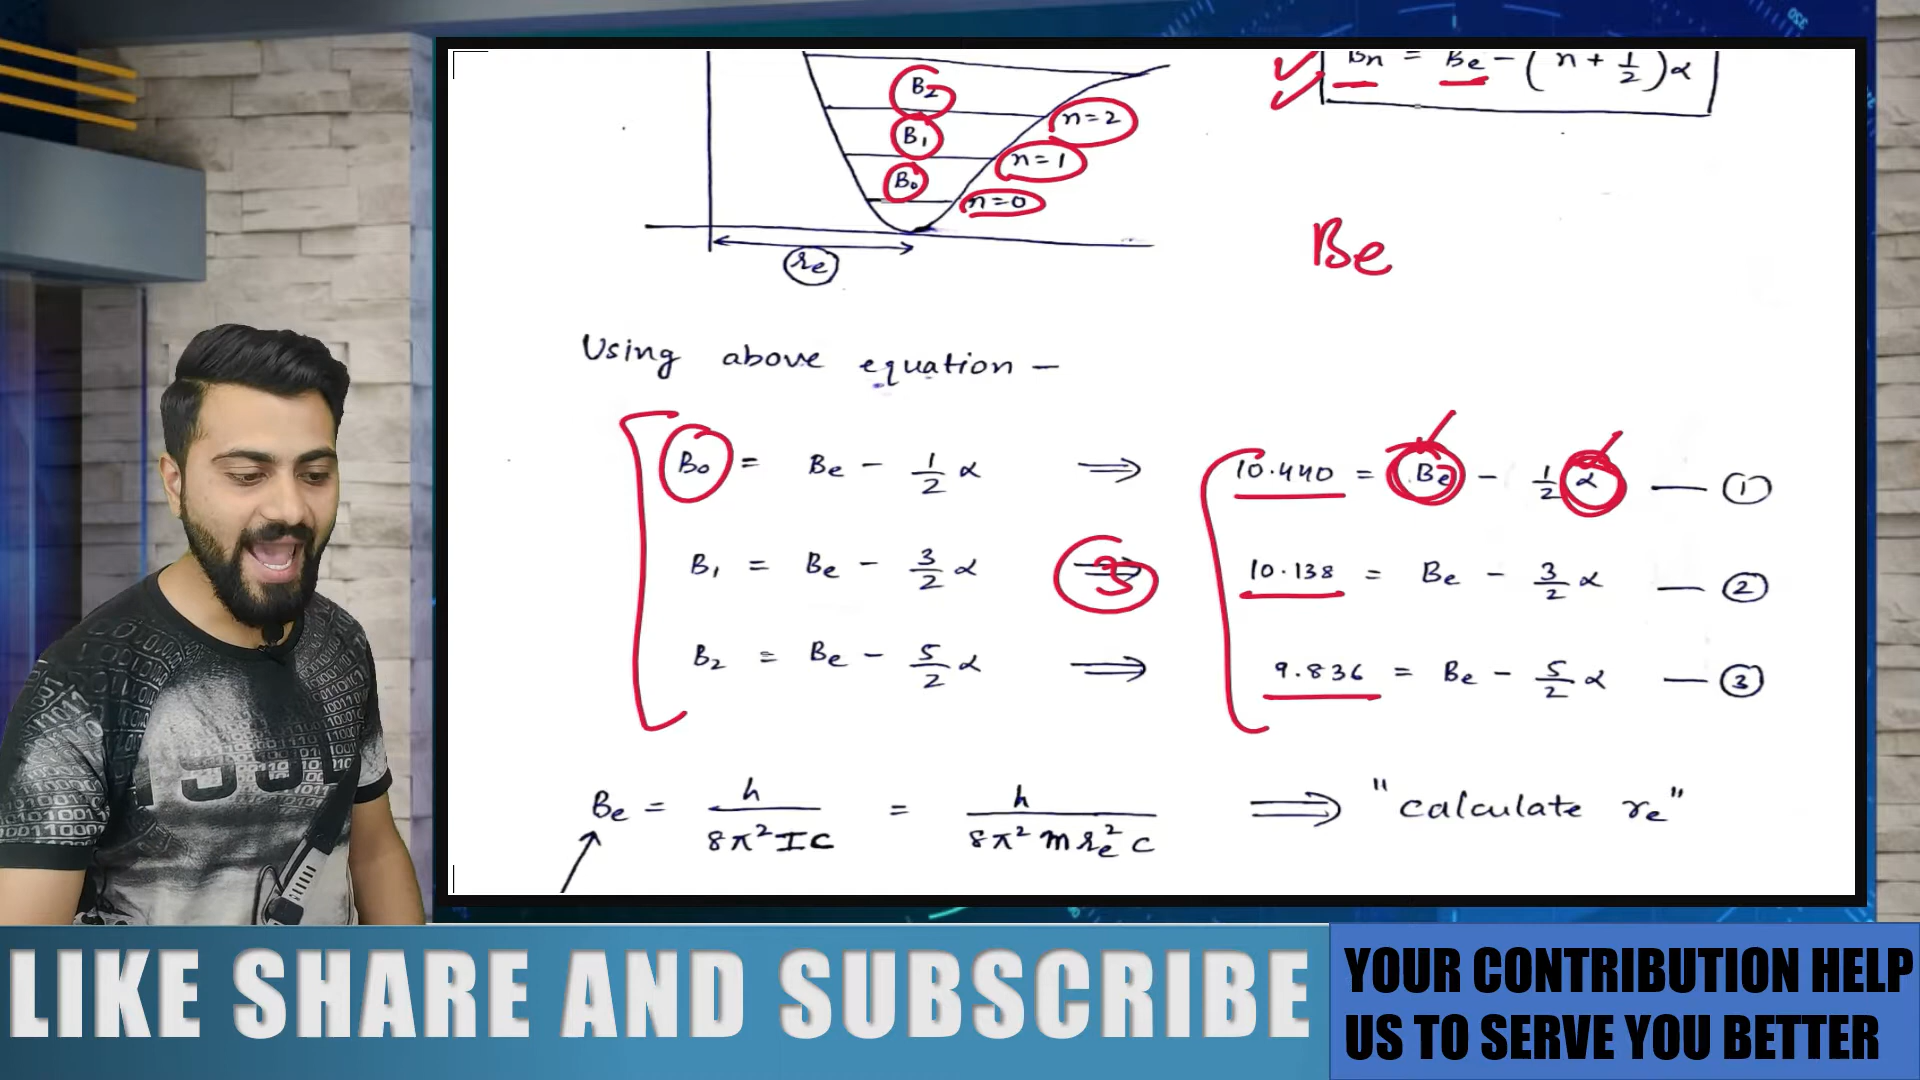 Bn = Be - (n + 1/2)α
B2
n=2
B1
n=1
B0
n=0
re
Be
Using above equation -
B0 = Be - 1/2 α ⟹ 10.440 = Be - 1/2 α — 1
B1 = Be - 3/2 α ⟹ 3 10.138 = Be - 3/2 α — 2
B2 = Be - 5/2 α ⟹ 9.836 = Be - 5/2 α — 3
Be = h / 8π²IC = h / 8π²mre²c ⟹ "calculate re"
LIKE SHARE AND SUBSCRIBE
YOUR CONTRIBUTION HELP
US TO SERVE YOU BETTER